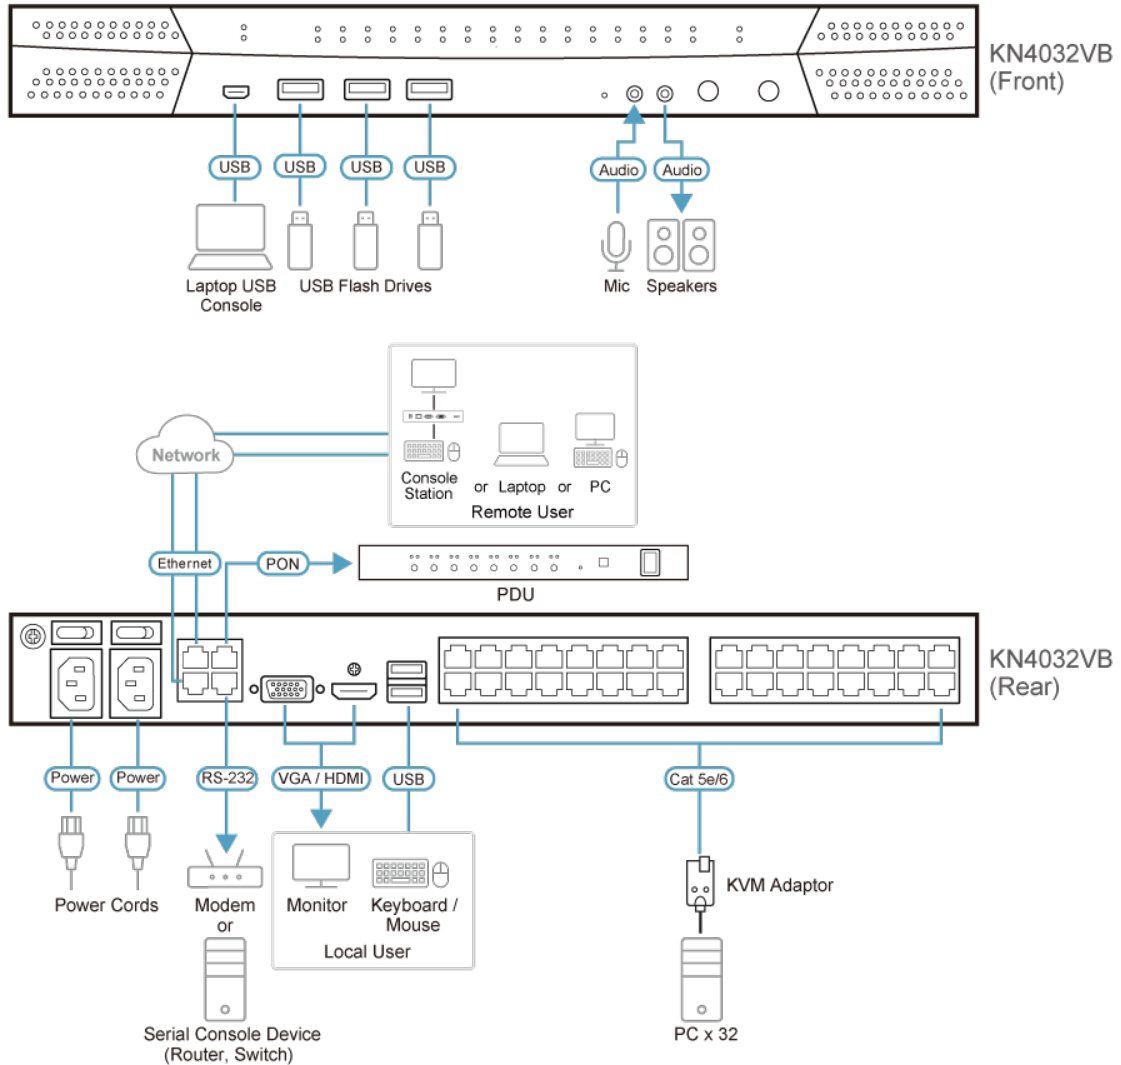 KN4032VB
(Front)
USB
USB
USB
USB
Audio
Audio
Laptop USB
Console
USB Flash Drives
Mic
Speakers
Network
Console
Station
or
Laptop
or
PC
Remote User
Ethernet
PON
PDU
KN4032VB
(Rear)
Power
Power
RS-232
VGA / HDMI
USB
Cat 5e/6
KVM Adaptor
Power Cords
Modem
or
Monitor
Keyboard /
Mouse
Local User
Serial Console Device
(Router, Switch)
PC x 32